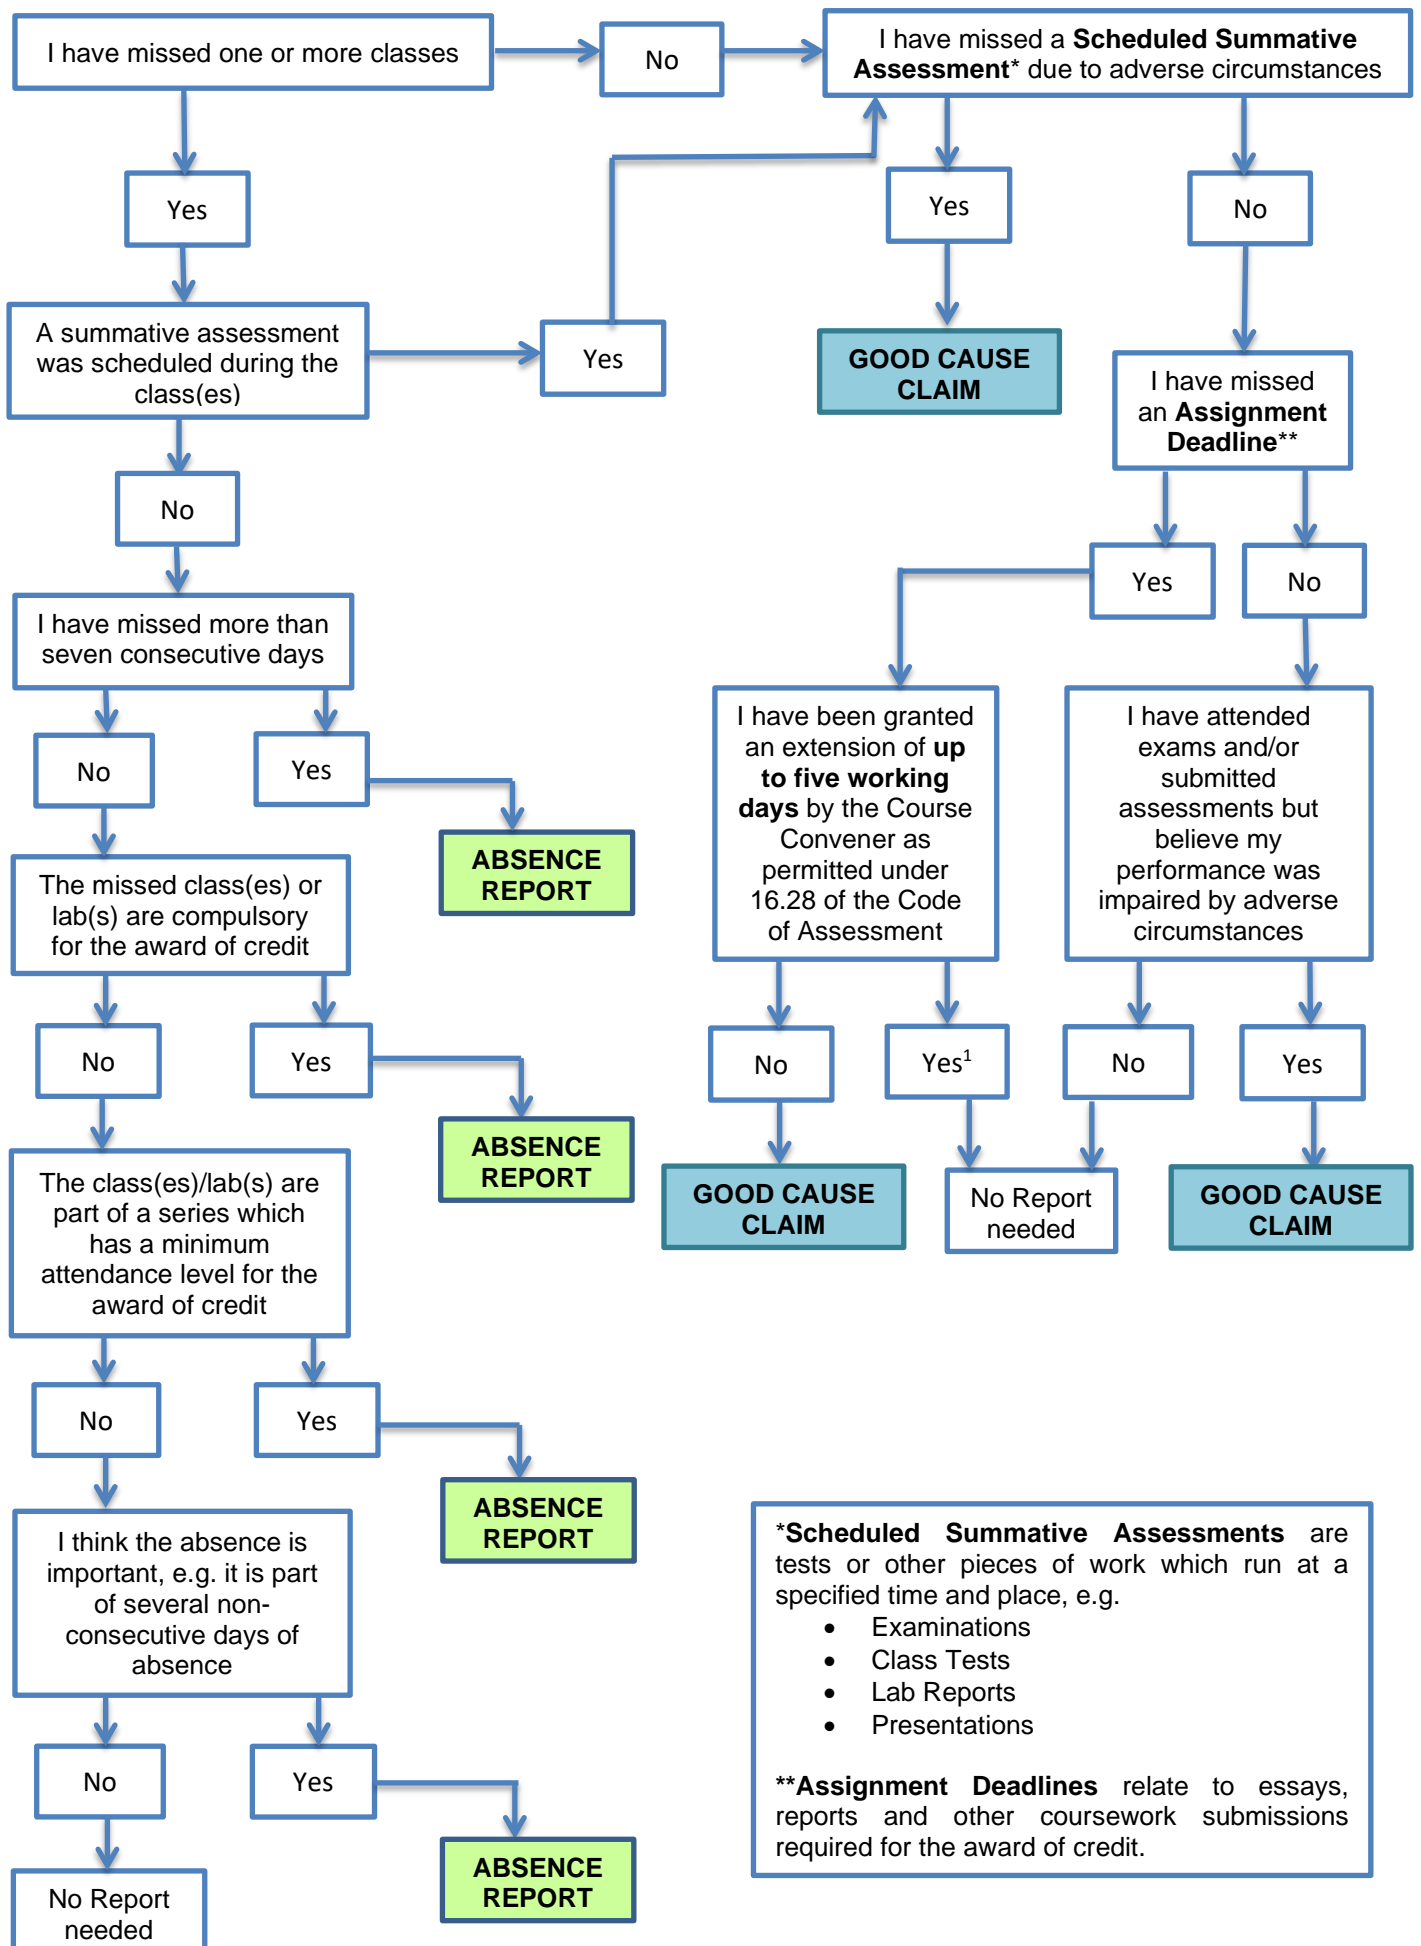 I have missed one or more classes
No
I have missed a Scheduled Summative
Assessment* due to adverse circumstances
Yes
Yes
No
A summative assessment
was scheduled during the
class(es)
Yes
GOOD CAUSE
CLAIM
I have missed
an Assignment
Deadline**
No
Yes
No
I have missed more than
seven consecutive days
No
Yes
ABSENCE
REPORT
I have been granted
an extension of up
to five working
days by the Course
Convener as
permitted under
16.28 of the Code
of Assessment
I have attended
exams and/or
submitted
assessments but
believe my
performance was
impaired by adverse
circumstances
The missed class(es) or
lab(s) are compulsory
for the award of credit
No
Yes
ABSENCE
REPORT
No
Yes¹
No
Yes
GOOD CAUSE
CLAIM
No Report
needed
GOOD CAUSE
CLAIM
The class(es)/lab(s) are
part of a series which
has a minimum
attendance level for the
award of credit
No
Yes
ABSENCE
REPORT
I think the absence is
important, e.g. it is part
of several non-
consecutive days of
absence
No
Yes
ABSENCE
REPORT
No Report
needed
*Scheduled Summative Assessments are
tests or other pieces of work which run at a
specified time and place, e.g.
• Examinations
• Class Tests
• Lab Reports
• Presentations
**Assignment Deadlines relate to essays,
reports and other coursework submissions
required for the award of credit.